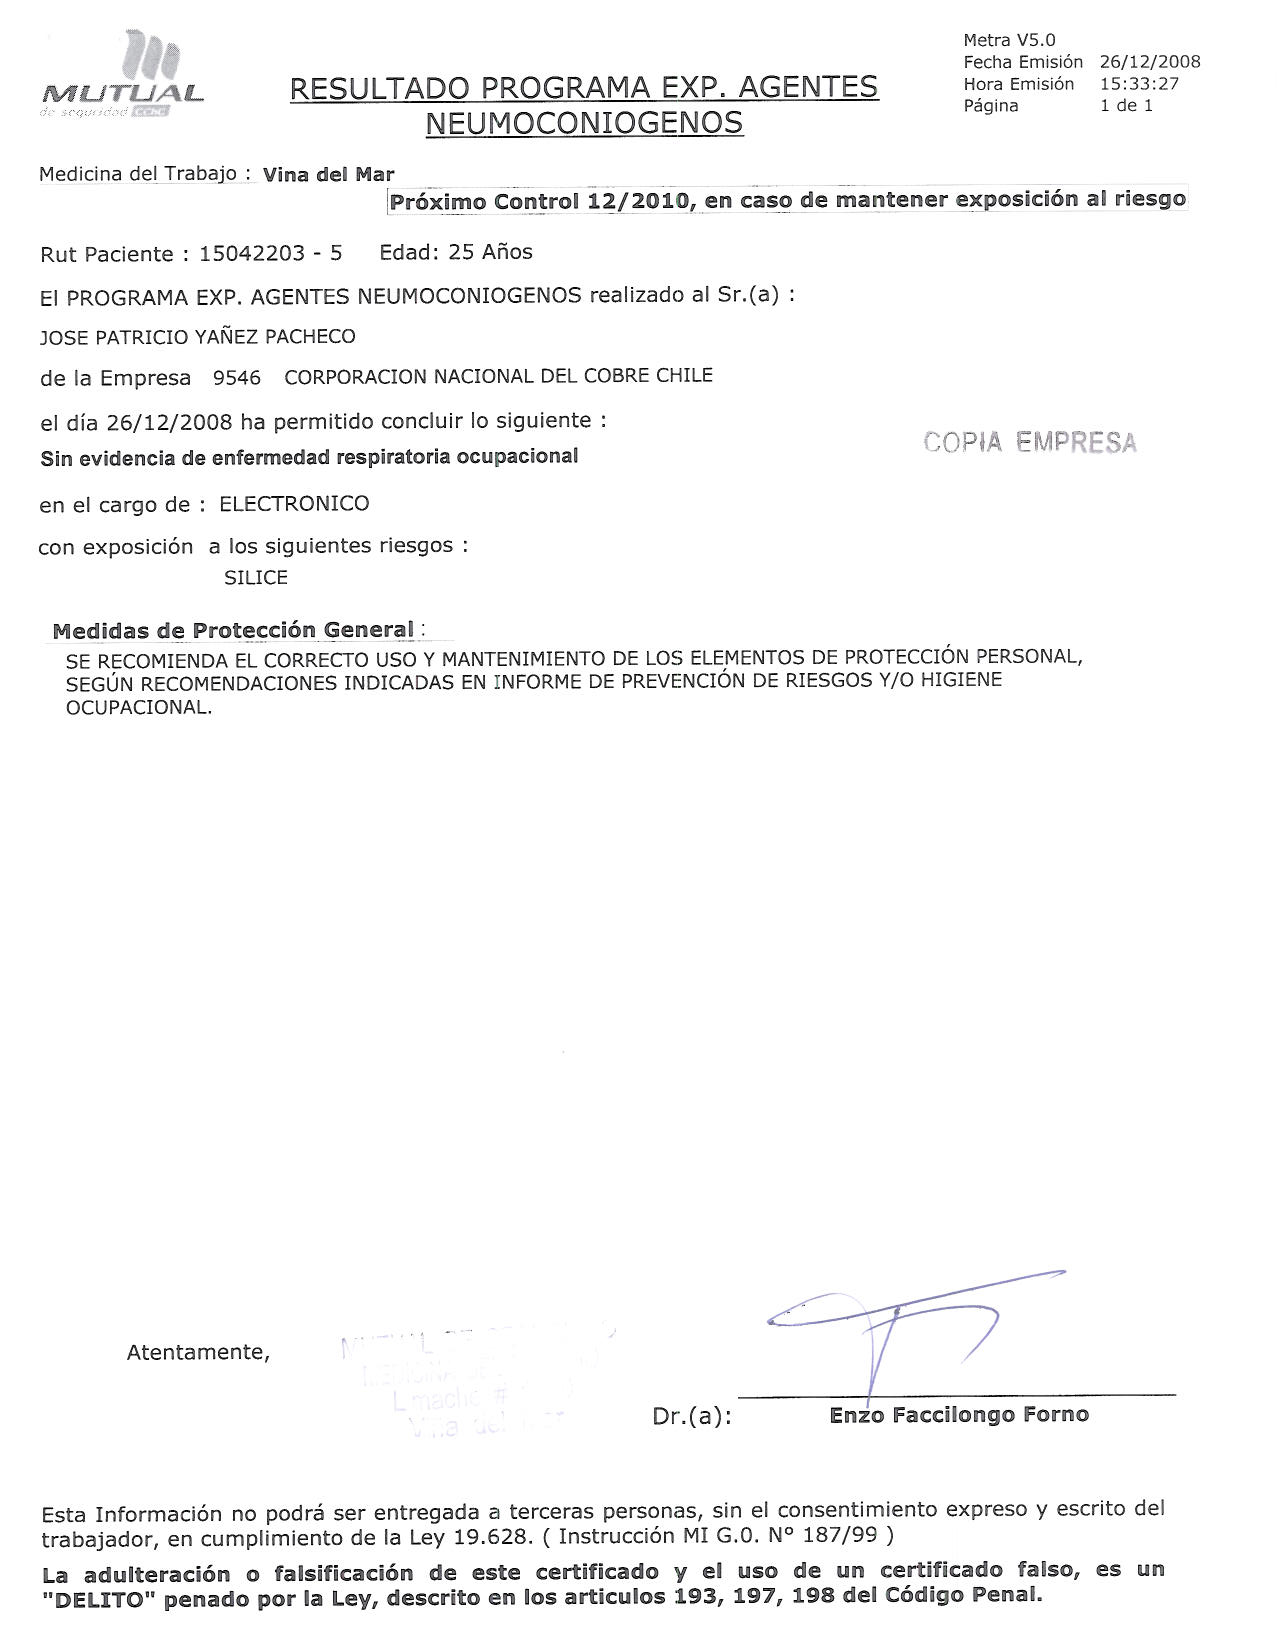 MUTUAL
de seguridad CChC
RESULTADO PROGRAMA EXP. AGENTES
NEUMOCONIOGENOS
Metra V5.0
Fecha Emisión 26/12/2008
Hora Emisión 15:33:27
Página 1 de 1
Medicina del Trabajo : Vina del Mar
Próximo Control 12/2010, en caso de mantener exposición al riesgo
Rut Paciente : 15042203 - 5 Edad: 25 Años
El PROGRAMA EXP. AGENTES NEUMOCONIOGENOS realizado al Sr.(a) :
JOSE PATRICIO YAÑEZ PACHECO
de la Empresa 9546 CORPORACION NACIONAL DEL COBRE CHILE
el día 26/12/2008 ha permitido concluir lo siguiente :
COPIA EMPRESA
Sin evidencia de enfermedad respiratoria ocupacional
en el cargo de : ELECTRONICO
con exposición a los siguientes riesgos :
SILICE
Medidas de Protección General :
SE RECOMIENDA EL CORRECTO USO Y MANTENIMIENTO DE LOS ELEMENTOS DE PROTECCIÓN PERSONAL,
SEGÚN RECOMENDACIONES INDICADAS EN INFORME DE PREVENCIÓN DE RIESGOS Y/O HIGIENE
OCUPACIONAL.
Atentamente,
MEDICINA
#
Viña del
Dr.(a): Enzo Faccilongo Forno
Esta Información no podrá ser entregada a terceras personas, sin el consentimiento expreso y escrito del
trabajador, en cumplimiento de la Ley 19.628. ( Instrucción MI G.O. Nº 187/99 )
La adulteración o falsificación de este certificado y el uso de un certificado falso, es un
"DELITO" penado por la Ley, descrito en los articulos 193, 197, 198 del Código Penal.